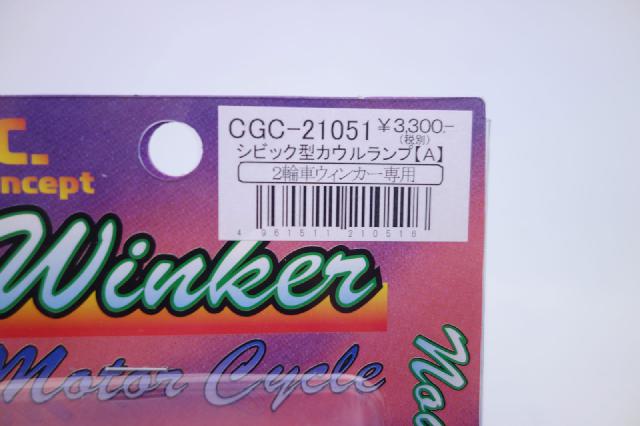 CGC-21051 ¥3,300.-
(税別)
シビック型カウルランプ【A】
2輪車ウィンカー専用
4 961511 210516
C.
oncept
Winker
Motor Cycle